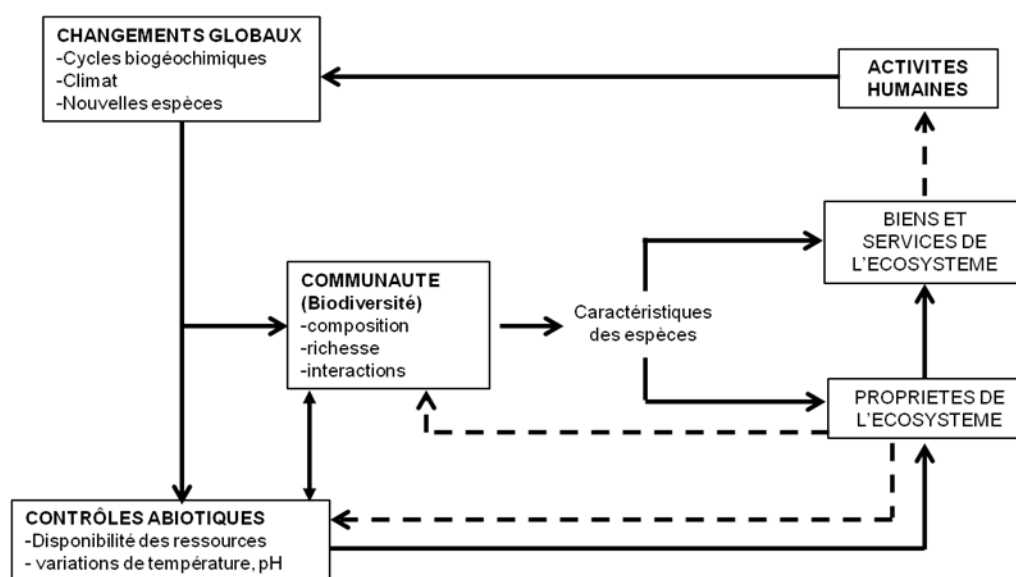 CHANGEMENTS GLOBAUX
-Cycles biogéochimiques
-Climat
-Nouvelles espèces
ACTIVITES
HUMAINES
BIENS ET
SERVICES DE
L'ECOSYSTEME
COMMUNAUTE
(Biodiversité)
-composition
-richesse
-interactions
Caractéristiques
des espèces
PROPRIETES DE
L'ECOSYSTEME
CONTRÔLES ABIOTIQUES
-Disponibilité des ressources
- variations de température, pH